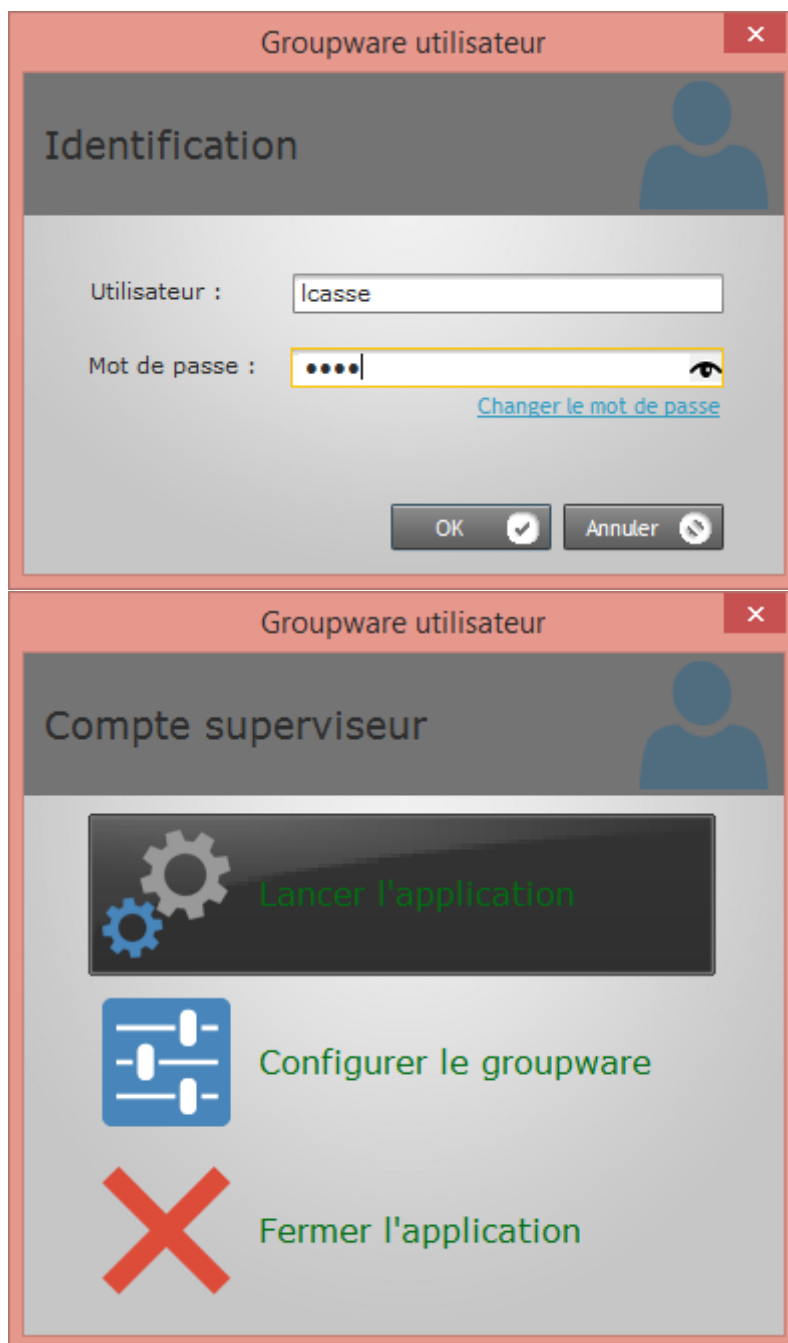 Groupware utilisateur
Identification
Utilisateur :
lcasse
Mot de passe :
••••
Changer le mot de passe
OK
Annuler
Groupware utilisateur
Compte superviseur
Lancer l'application
Configurer le groupware
Fermer l'application